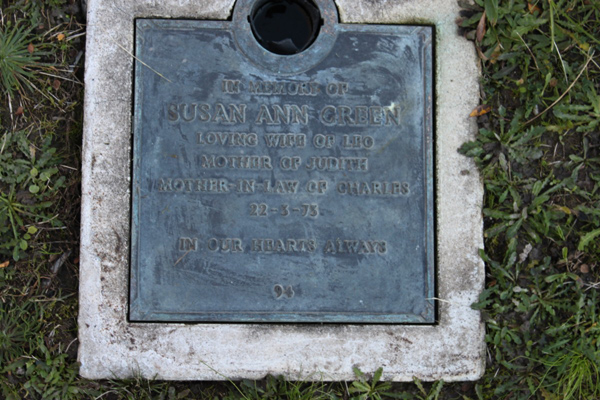 IN MEMORY OF
SUSAN ANN GREEN
LOVING WIFE OF LEO
MOTHER OF JUDITH
MOTHER-IN-LAW OF CHARLES
22-3-73
IN OUR HEARTS ALWAYS